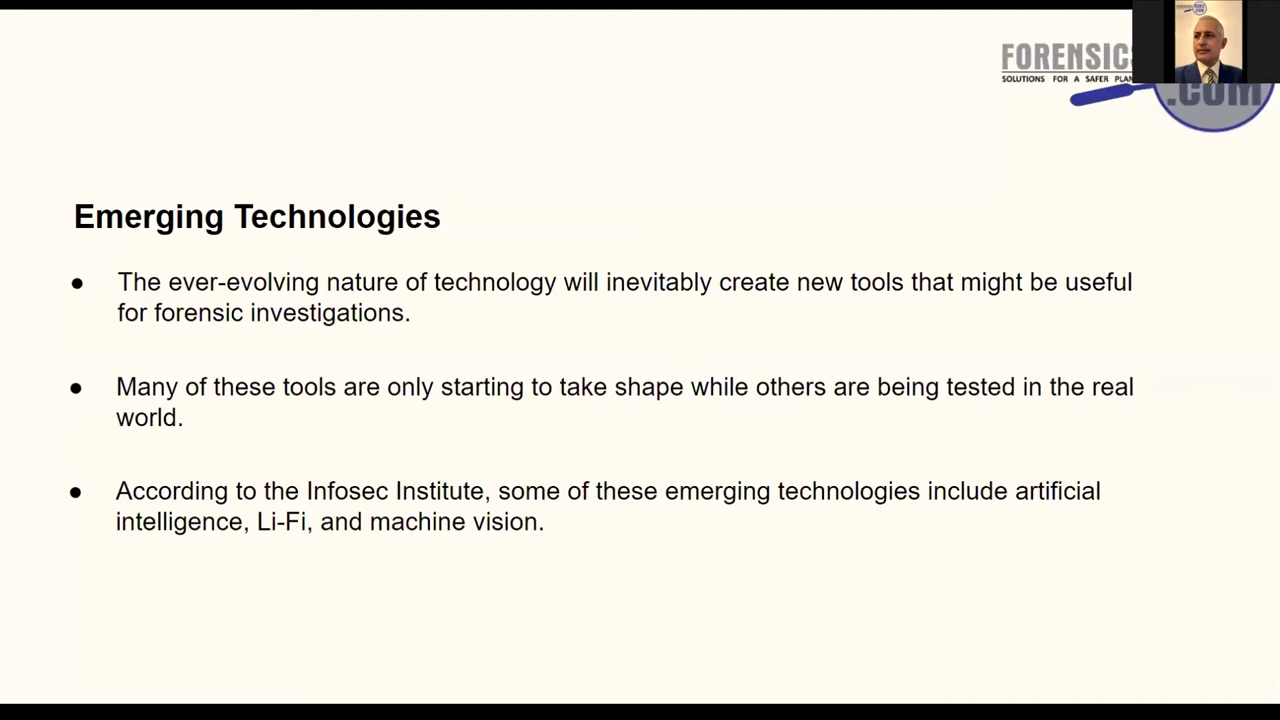 FORENSICS
SOLUTIONS FOR A SAFER PLAN
.COM
Emerging Technologies
● The ever-evolving nature of technology will inevitably create new tools that might be useful
for forensic investigations.
● Many of these tools are only starting to take shape while others are being tested in the real
world.
● According to the Infosec Institute, some of these emerging technologies include artificial
intelligence, Li-Fi, and machine vision.